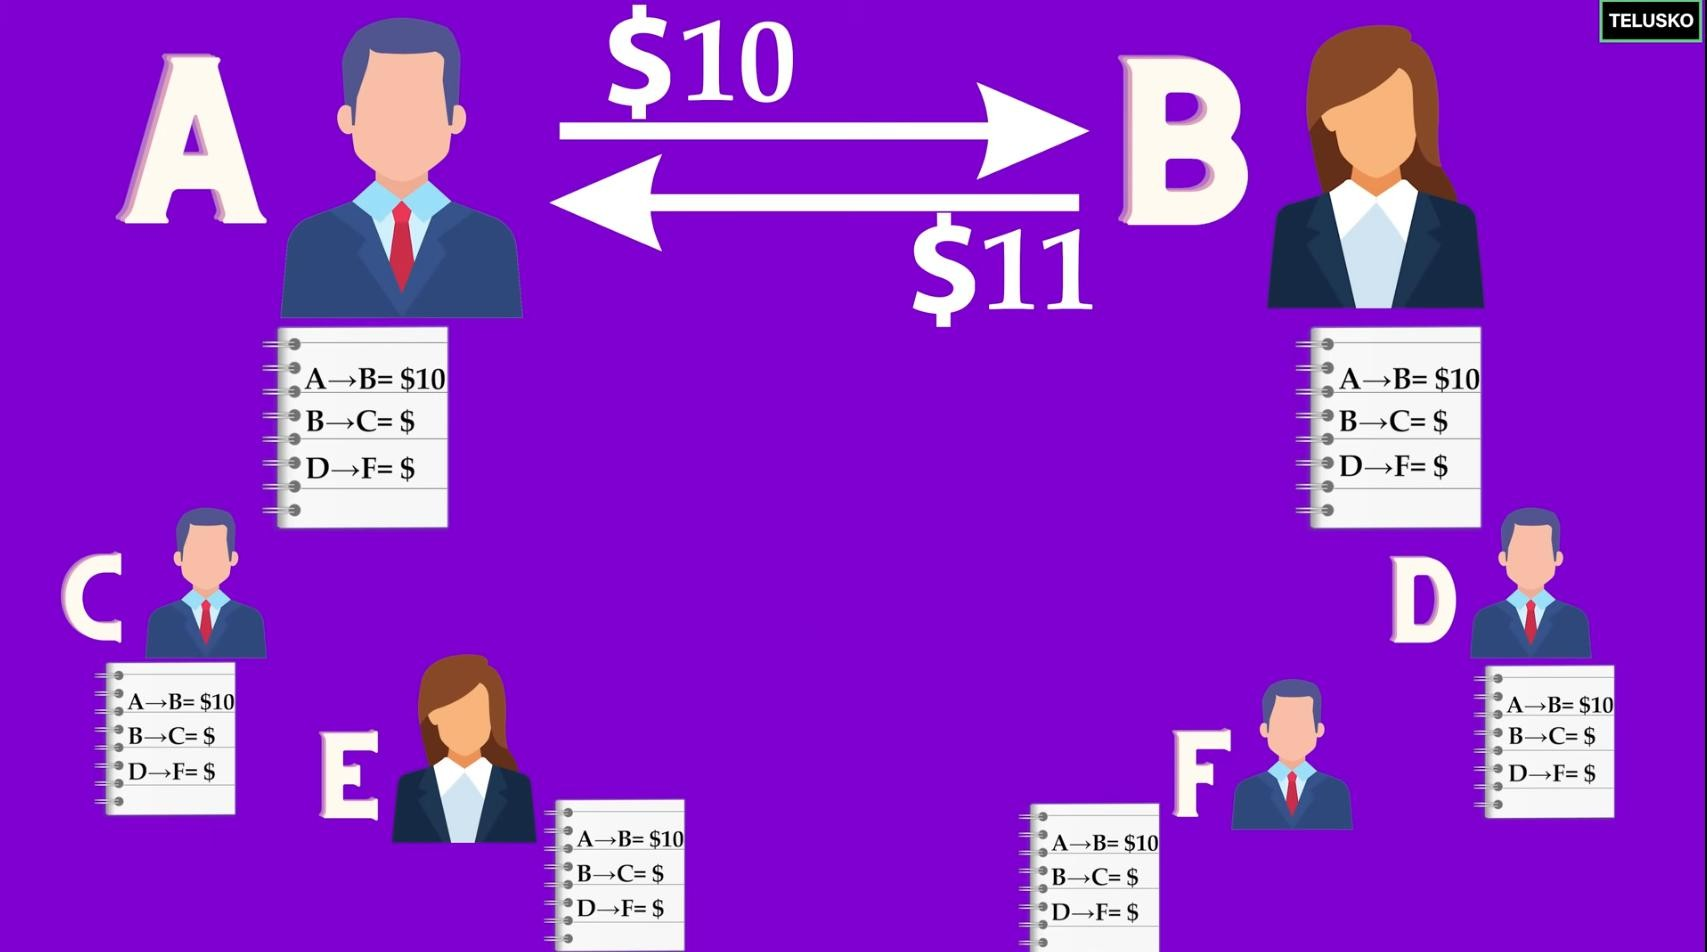 TELUSKO
A
$10
B
$11
A→B= $10
B→C= $
D→F= $
A→B= $10
B→C= $
D→F= $
C
D
A→B= $10
B→C= $
D→F= $
A→B= $10
B→C= $
D→F= $
E
F
A→B= $10
B→C= $
D→F= $
A→B= $10
B→C= $
D→F= $